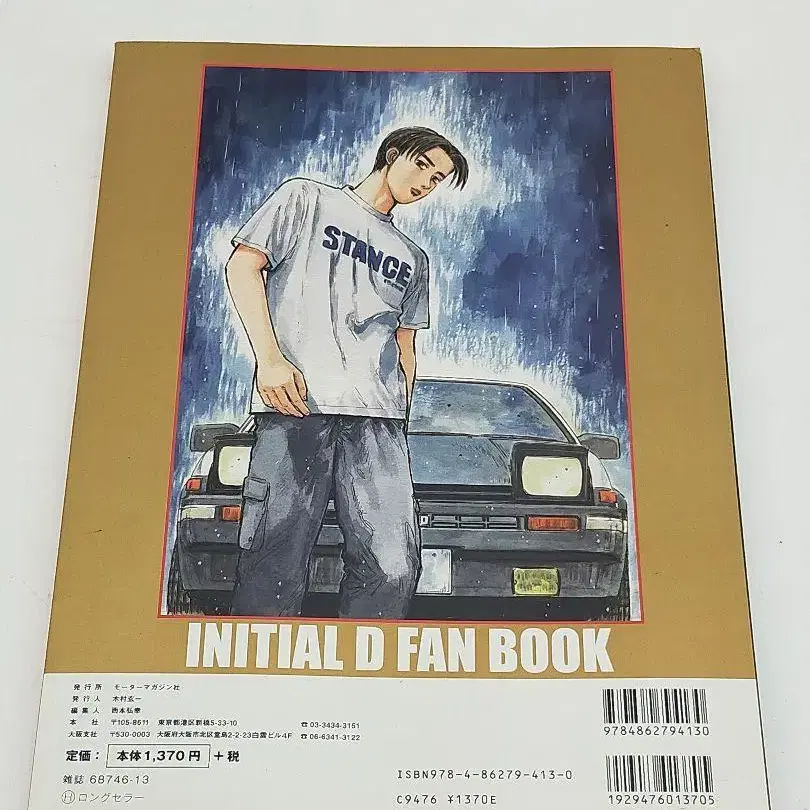 STANCE
INITIAL D FAN BOOK
発行所 モーターマガジン社
発行人 木村玄一
編集人 西本弘幸
本社 〒105-8611 東京都港区新橋5-33-10 ☎03-3434-3151
大阪支社 〒530-0003 大阪府大阪市北区堂島2-2-23白雲ビル4F ☎06-6341-3122
定価： 本体1,370円 +税
雑誌 68746-13
Ⓗロングセラー
9784862794130
ISBN978-4-86279-413-0
C9476 ¥1370E
1929476013705